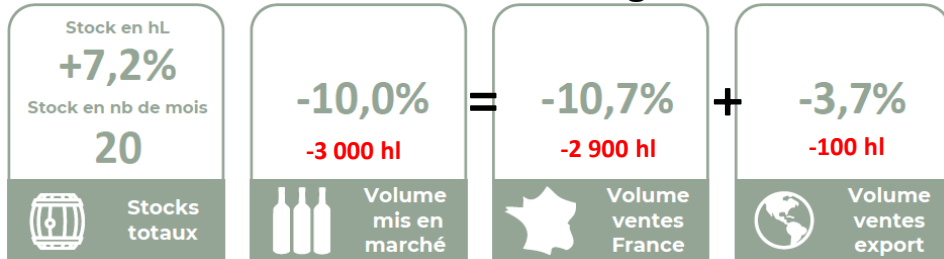 Stock en hL
+7,2%
Stock en nb de mois
20
Stocks
totaux
-10,0%
-3 000 hl
Volume
mis en
marché
=
-10,7%
-2 900 hl
Volume
ventes
France
+
-3,7%
-100 hl
Volume
ventes
export